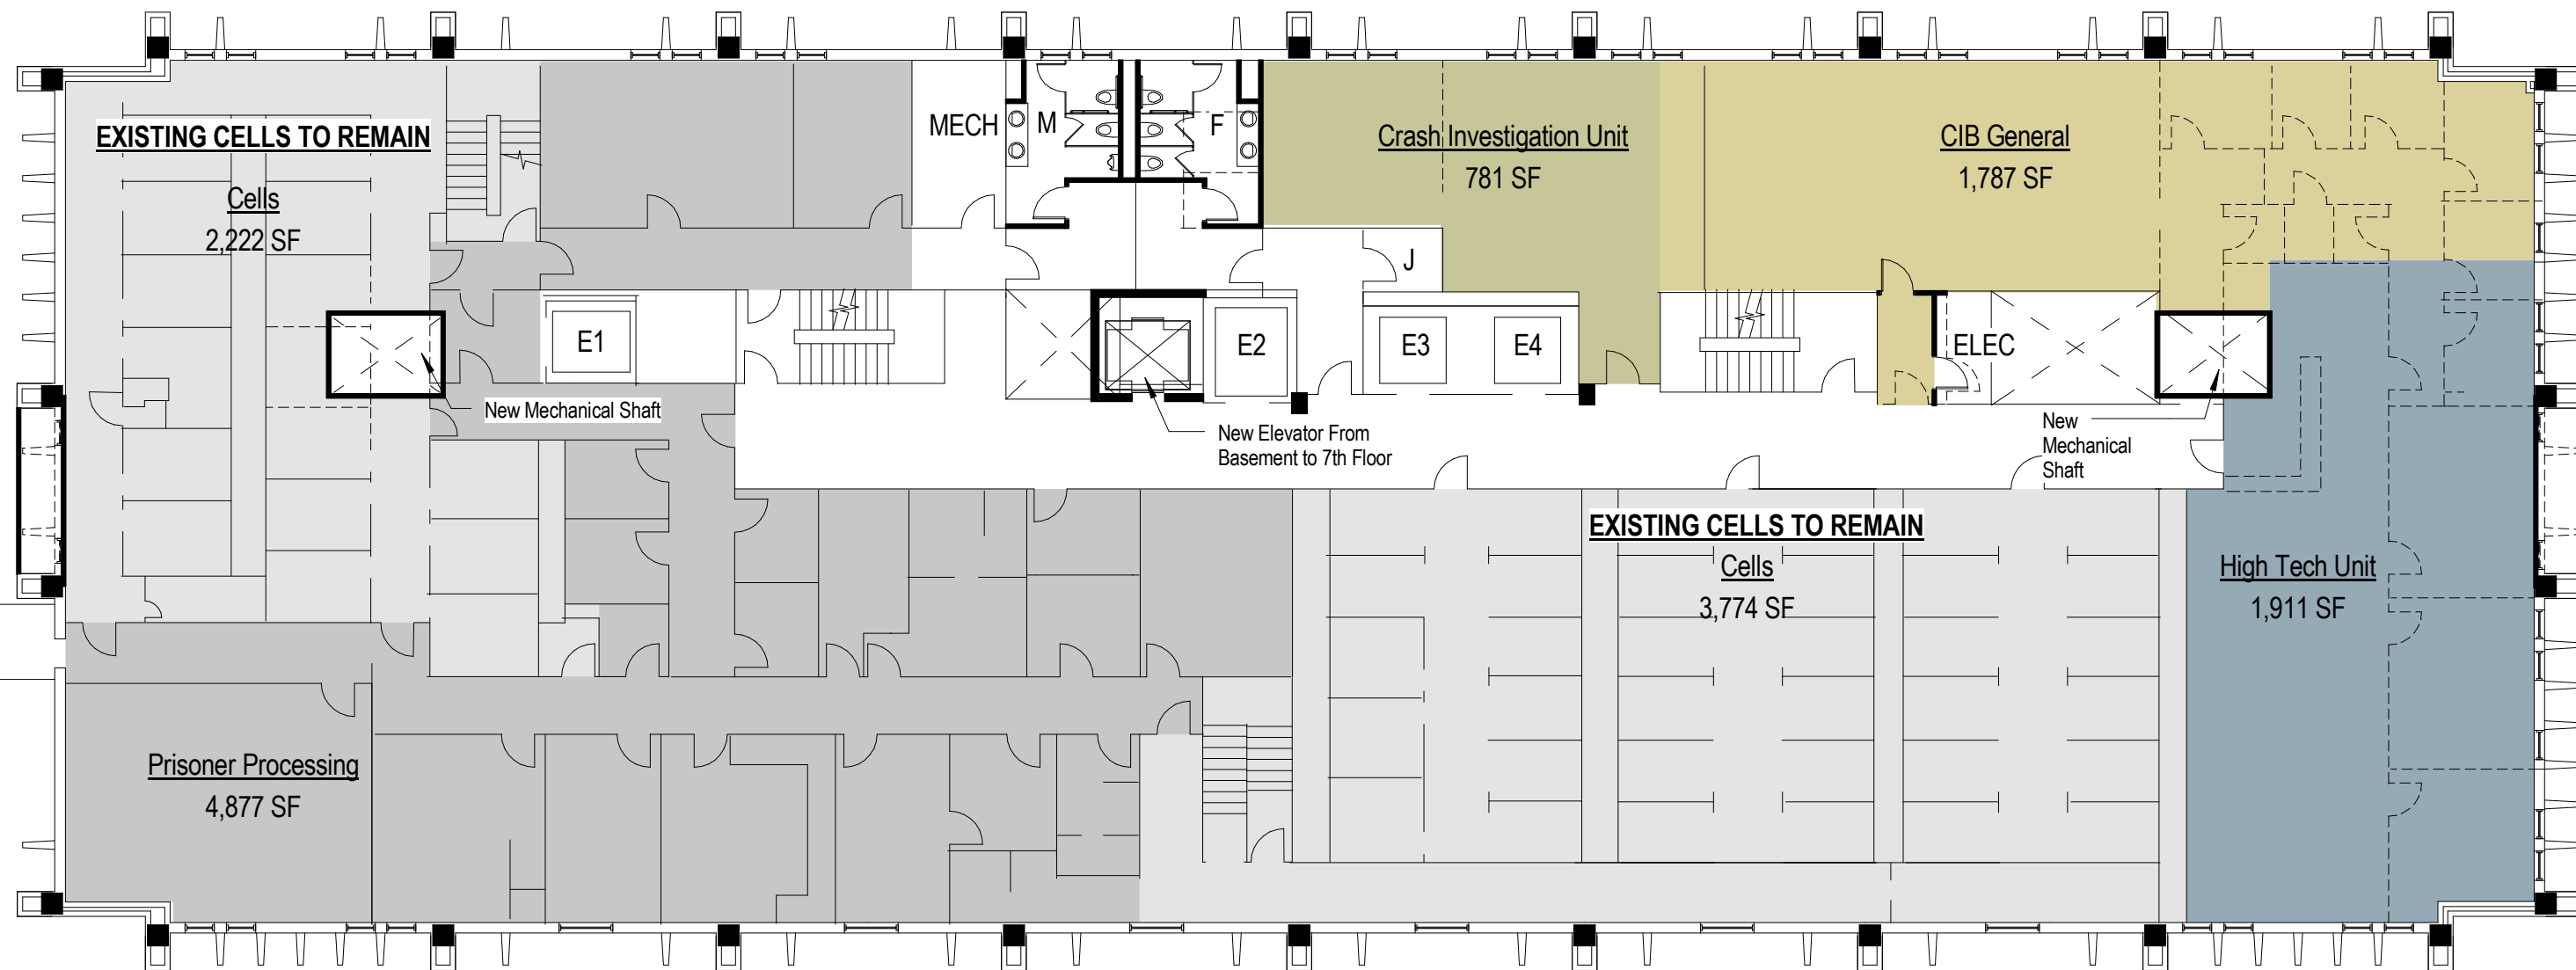 EXISTING CELLS TO REMAIN
Cells
2,222 SF
MECH
M
F
Crash Investigation Unit
781 SF
CIB General
1,787 SF
J
E1
E2
E3
E4
ELEC
New Mechanical Shaft
New Elevator From
Basement to 7th Floor
New
Mechanical
Shaft
EXISTING CELLS TO REMAIN
Cells
3,774 SF
High Tech Unit
1,911 SF
Prisoner Processing
4,877 SF